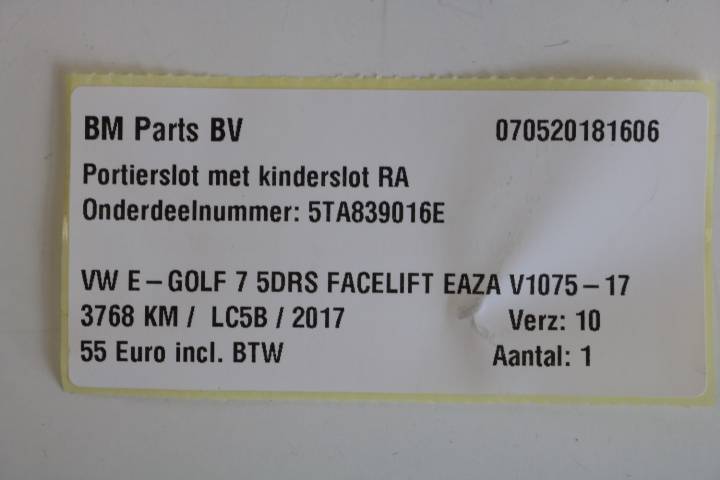 BM Parts BV 070520181606
Portierslot met kinderslot RA
Onderdeelnummer: 5TA839016E
VW E-GOLF 7 5DRS FACELIFT EAZA V1075-17
3768 KM / LC5B / 2017 Verz: 10
55 Euro incl. BTW Aantal: 1